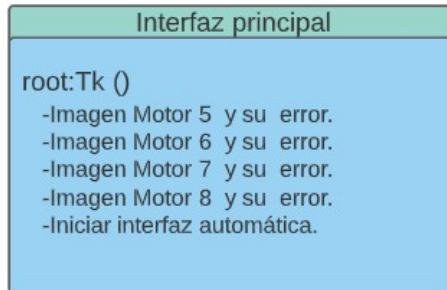 Interfaz principal
root:Tk ()
-Imagen Motor 5 y su error.
-Imagen Motor 6 y su error.
-Imagen Motor 7 y su error.
-Imagen Motor 8 y su error.
-Iniciar interfaz automática.